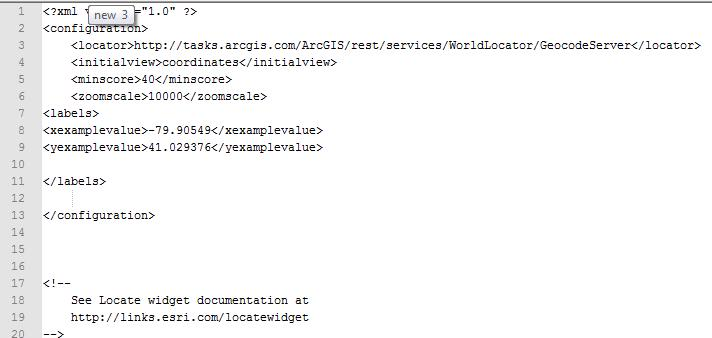 1 <?xml v ="1.0" ?>
new 3
2 <configuration>
3 <locator>http://tasks.arcgis.com/ArcGIS/rest/services/WorldLocator/GeocodeServer</locator>
4 <initialview>coordinates</initialview>
5 <minscore>40</minscore>
6 <zoomscale>10000</zoomscale>
7 <labels>
8 <xexamplevalue>-79.90549</xexamplevalue>
9 <yexamplevalue>41.029376</yexamplevalue>
10
11 </labels>
12
13 </configuration>
14
15
16
17 <!--
18 See Locate widget documentation at
19 http://links.esri.com/locatewidget
20 -->